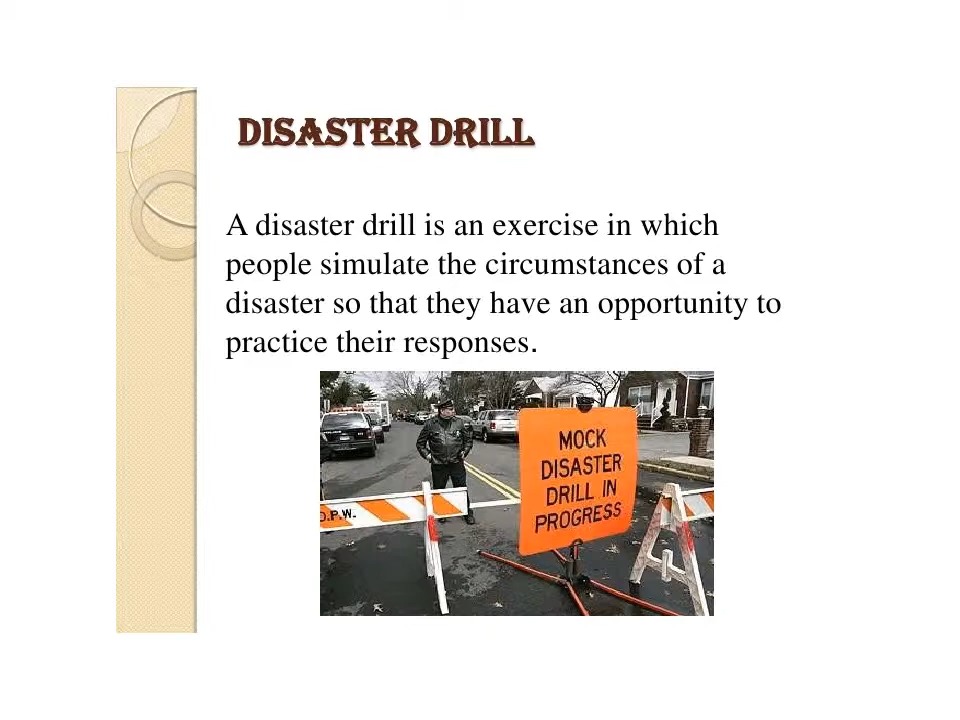 DISASTER DRILL
A disaster drill is an exercise in which
people simulate the circumstances of a
disaster so that they have an opportunity to
practice their responses.
MOCK
DISASTER
DRILL IN
PROGRESS
D.P.W.